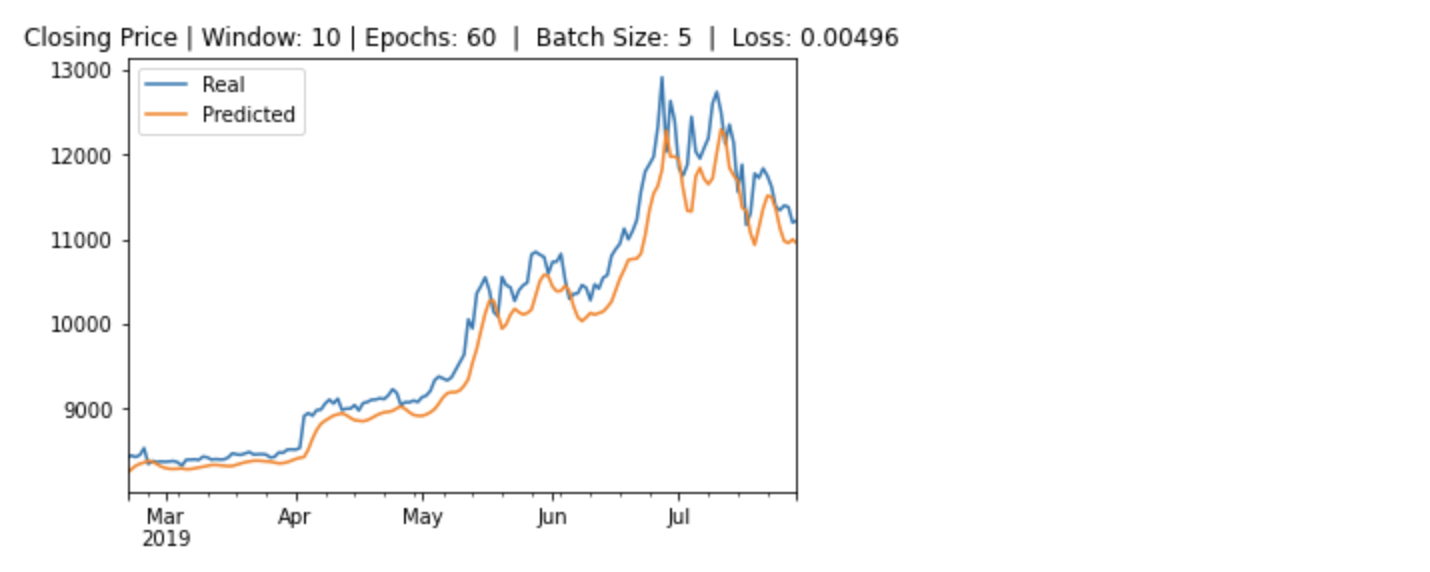 Closing Price | Window: 10 | Epochs: 60 | Batch Size: 5 | Loss: 0.00496
13000
12000
11000
10000
9000
Real
Predicted
Mar Apr May Jun Jul
2019